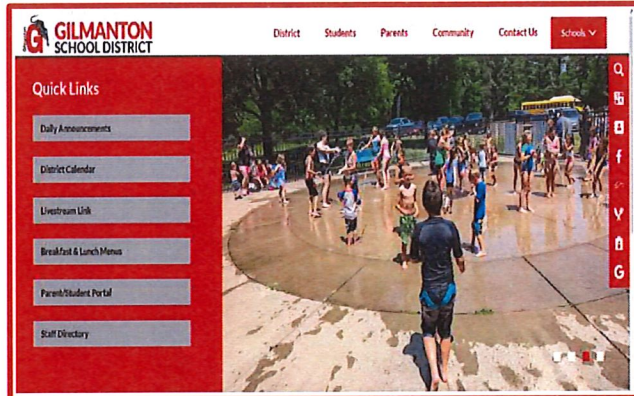 GILMANTON
SCHOOL DISTRICT
District Students Parents Community Contact Us Schools
Quick Links
Daily Announcements
District Calendar
Livestream Link
Breakfast & Lunch Menus
Parent/Student Portal
Staff Directory